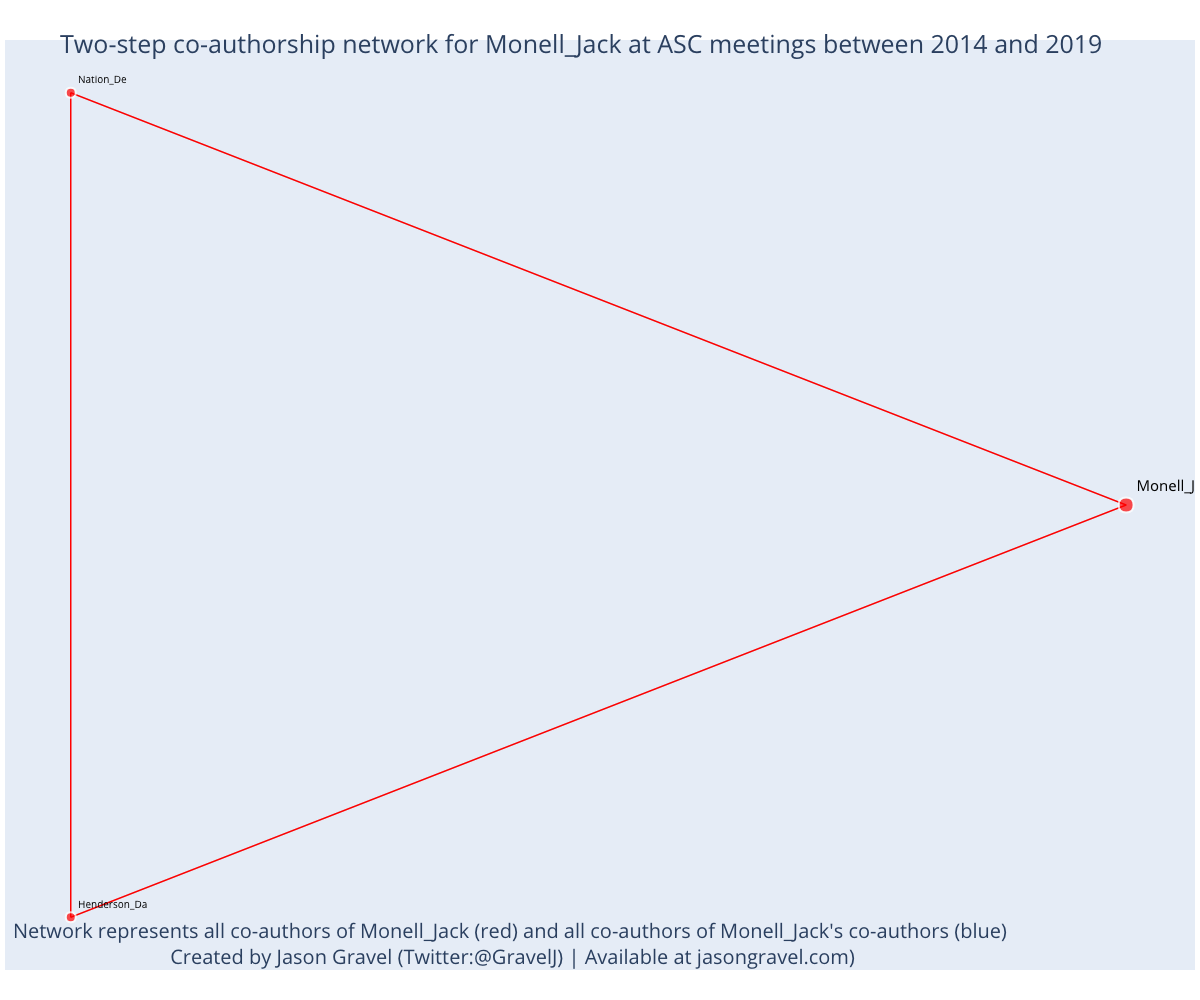 Two-step co-authorship network for Monell_Jack at ASC meetings between 2014 and 2019
Nation_De
Monell_J
Henderson_Da
Network represents all co-authors of Monell_Jack (red) and all co-authors of Monell_Jack's co-authors (blue)
Created by Jason Gravel (Twitter:@GravelJ) | Available at jasongravel.com)